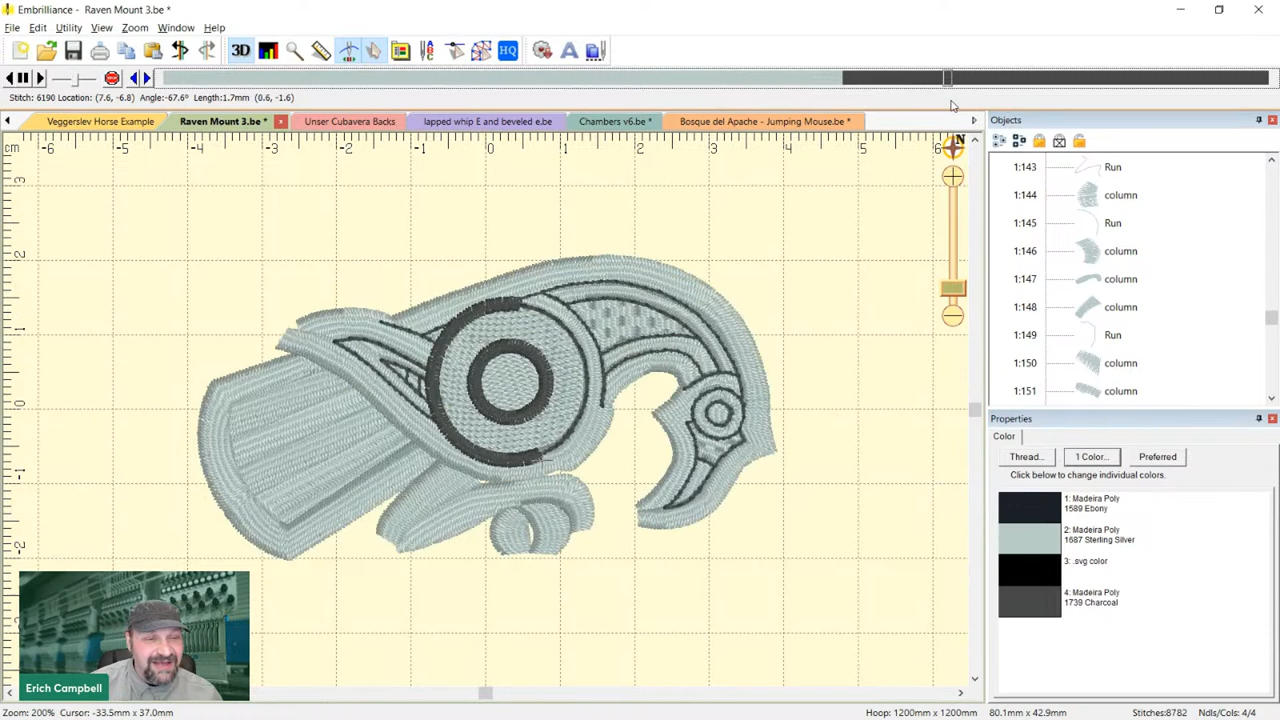 Embrilliance - Raven Mount 3.be *
File Edit Utility View Zoom Window Help
3D HQ
Stitch: 6190 Location: (7.6, -6.8) Angle:-67.6° Length:1.7mm (0.6, -1.6)
Veggerslev Horse Example Raven Mount 3.be * Unser Cubavera Backs lapped whip E and beveled e.be Chambers v6.be * Bosque del Apache - Jumping Mouse.be *
cm -6 -5 -4 -3 -2 -1 0 1 2 3 4 5 6
N
3
2
1
0
-1
-2
Objects
1:143 Run
1:144 column
1:145 Run
1:146 column
1:147 column
1:148 column
1:149 Run
1:150 column
1:151 column
Properties
Color
Thread... 1 Color... Preferred
Click below to change individual colors.
1: Madeira Poly
1589 Ebony
2: Madeira Poly
1687 Sterling Silver
3: .svg color
4: Madeira Poly
1739 Charcoal
Erich Campbell
Zoom: 200% Cursor: -33.5mm x 37.0mm Hoop: 1200mm x 1200mm 80.1mm x 42.9mm Stitches:8782 Ndls/Cols: 4/4